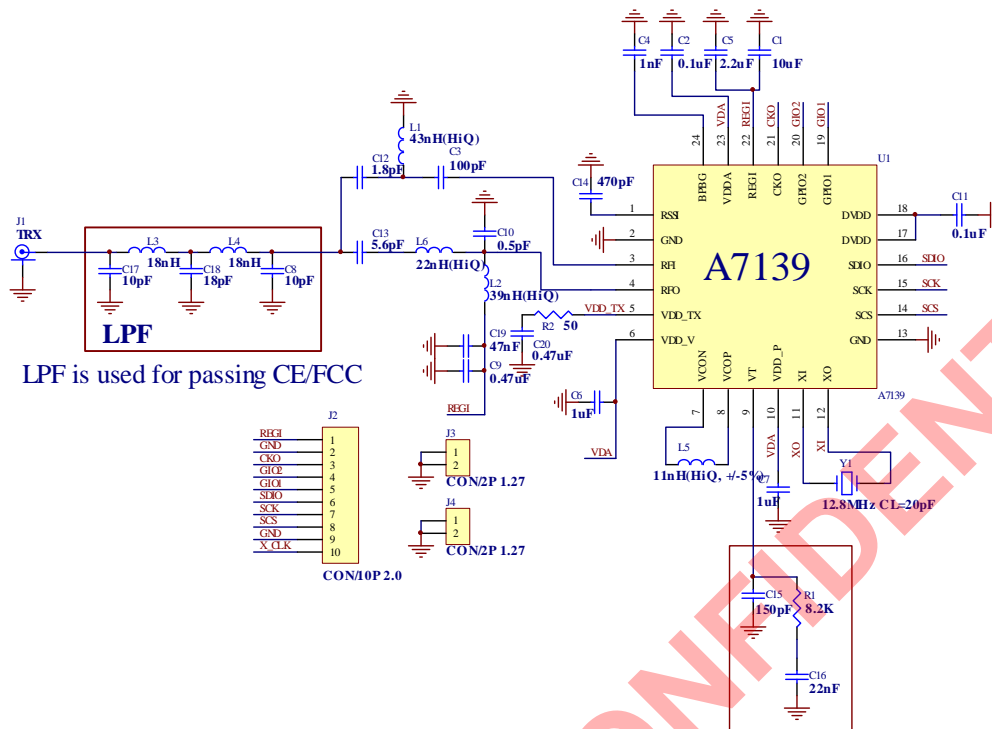 C4
1nF
C2
0.1uF
C5
2.2uF
C1
10uF
VDA
REGI
CKO
GIO2
GIO1
24
23
22
21
20
19
L1
43nH(HiQ)
C12
1.8pF
C3
100pF
C14
470pF
U1
BPBG
VDDA
REGI
CKO
GPIO2
GPIO1
1
RSSI
2
GND
3
RFI
4
RFO
5
VDD_TX
6
VDD_V
DVDD
18
DVDD
17
SDIO
16
SDIO
SCK
15
SCK
SCS
14
SCS
GND
13
C11
0.1uF
A7139
A7139
J1
TRX
L3
18nH
L4
18nH
C17
10pF
C18
18pF
C8
10pF
LPF
LPF is used for passing CE/FCC
C13
5.6pF
L6
22nH(HiQ)
C10
0.5pF
L2
39nH(HiQ)
VDD_TX
R2
50
C19
47nF
C20
0.47uF
C9
0.47uF
REGI
C6
1uF
VDA
VCON
VCOP
VT
VDD_P
XI
XO
7
8
9
10
11
12
L5
11nH(HiQ, +/-5%)
VDA
XO
XI
C7
1uF
Y1
12.8MHz CL=20pF
J2
REGI
1
GND
2
CKO
3
GIO2
4
GIO1
5
SDIO
6
SCK
7
SCS
8
GND
9
X_CLK
10
CON/10P 2.0
J3
1
2
CON/2P 1.27
J4
1
2
CON/2P 1.27
C15
150pF
R1
8.2K
C16
22nF
ONFIDENT